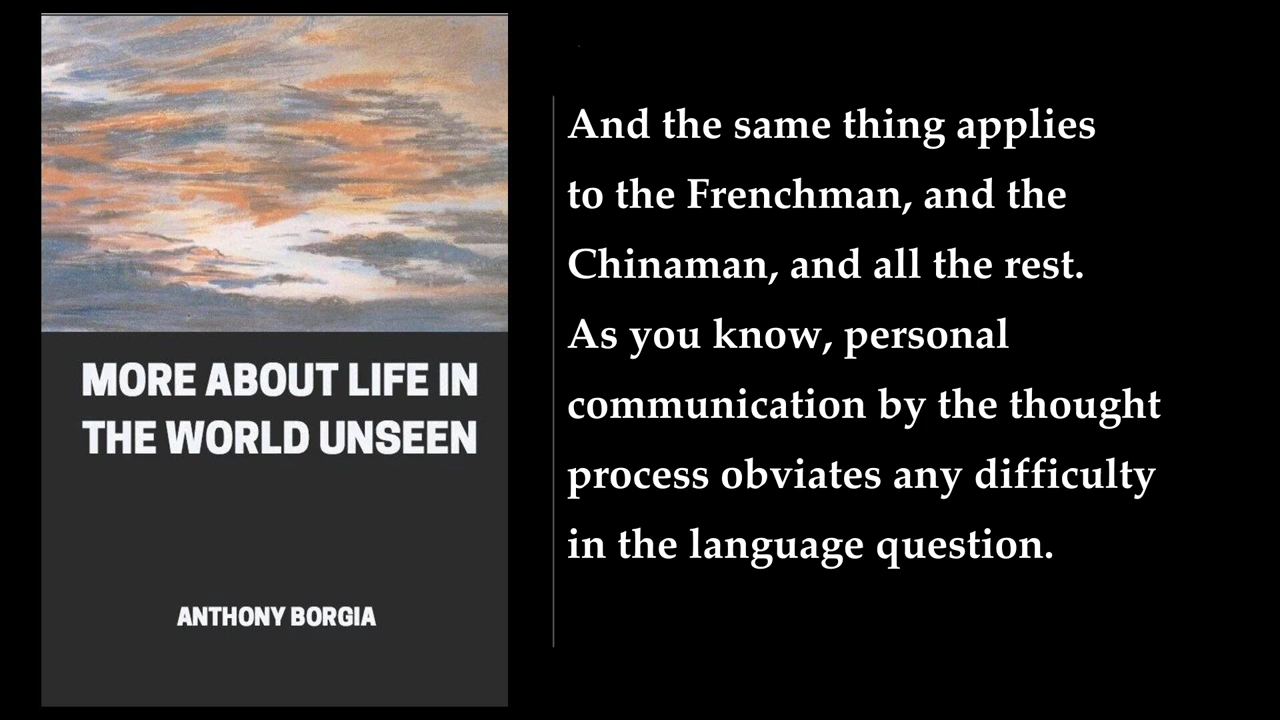 MORE ABOUT LIFE IN
THE WORLD UNSEEN
ANTHONY BORGIA
And the same thing applies
to the Frenchman, and the
Chinaman, and all the rest.
As you know, personal
communication by the thought
process obviates any difficulty
in the language question.